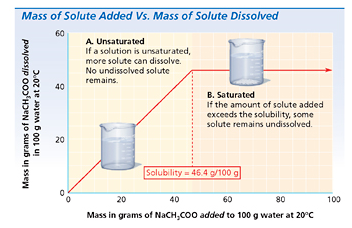 Mass of Solute Added Vs. Mass of Solute Dissolved
Mass in grams of NaCH₃COO dissolved
in 100 g water at 20°C
60
40
20
0
A. Unsaturated
If a solution is unsaturated,
more solute can dissolve.
No undissolved solute
remains.
B. Saturated
If the amount of solute added
exceeds the solubility, some
solute remains undissolved.
Solubility = 46.4 g/100 g
0
20
40
60
80
100
Mass in grams of NaCH₃COO added to 100 g water at 20°C